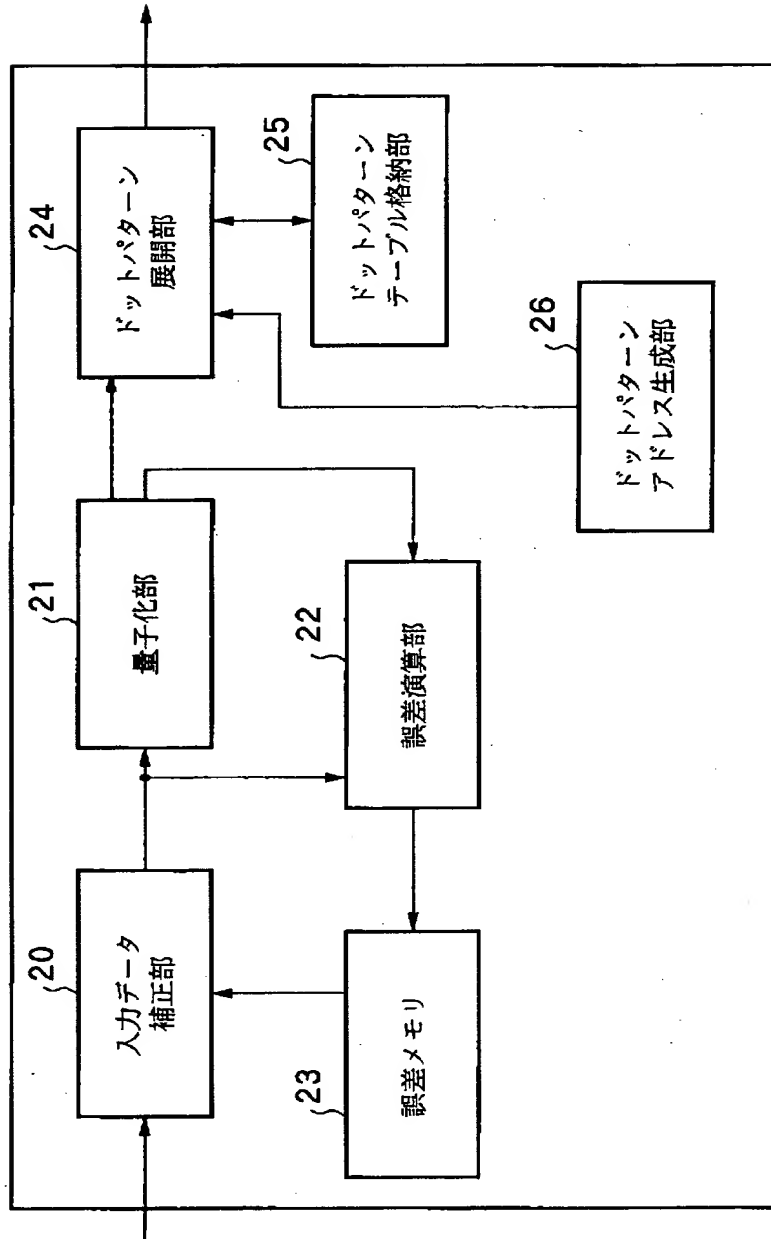 20
入力データ
補正部
21
量子化部
24
ドットパターン
展開部
23
誤差メモリ
22
誤差演算部
25
ドットパターン
テーブル格納部
26
ドットパターン
アドレス生成部